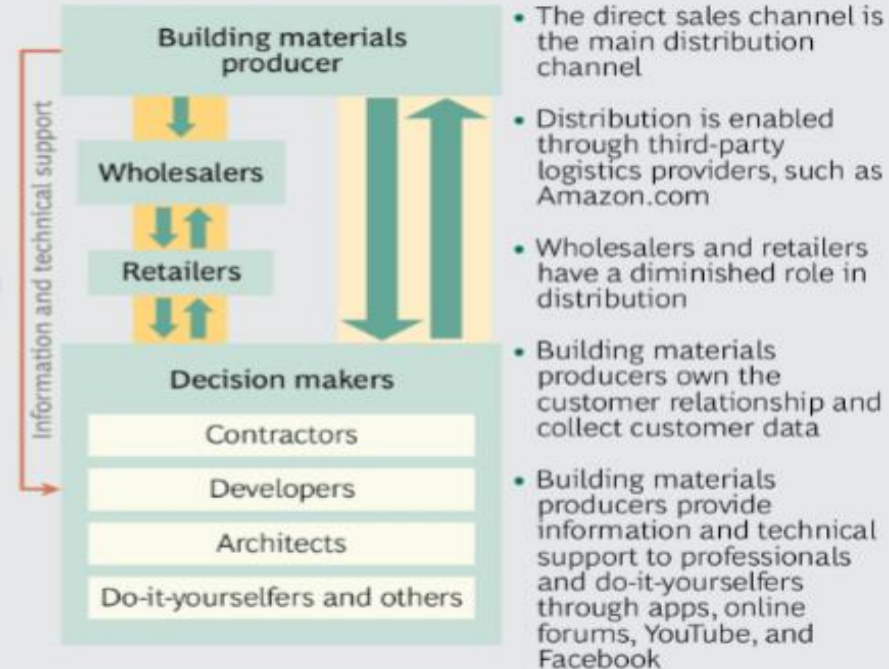 Building materials
producer
Information and technical support
Wholesalers
Retailers
Decision makers
Contractors
Developers
Architects
Do-it-yourselfers and others
• The direct sales channel is
the main distribution
channel
• Distribution is enabled
through third-party
logistics providers, such as
Amazon.com
• Wholesalers and retailers
have a diminished role in
distribution
• Building materials
producers own the
customer relationship and
collect customer data
• Building materials
producers provide
information and technical
support to professionals
and do-it-yourselfers
through apps, online
forums, YouTube, and
Facebook